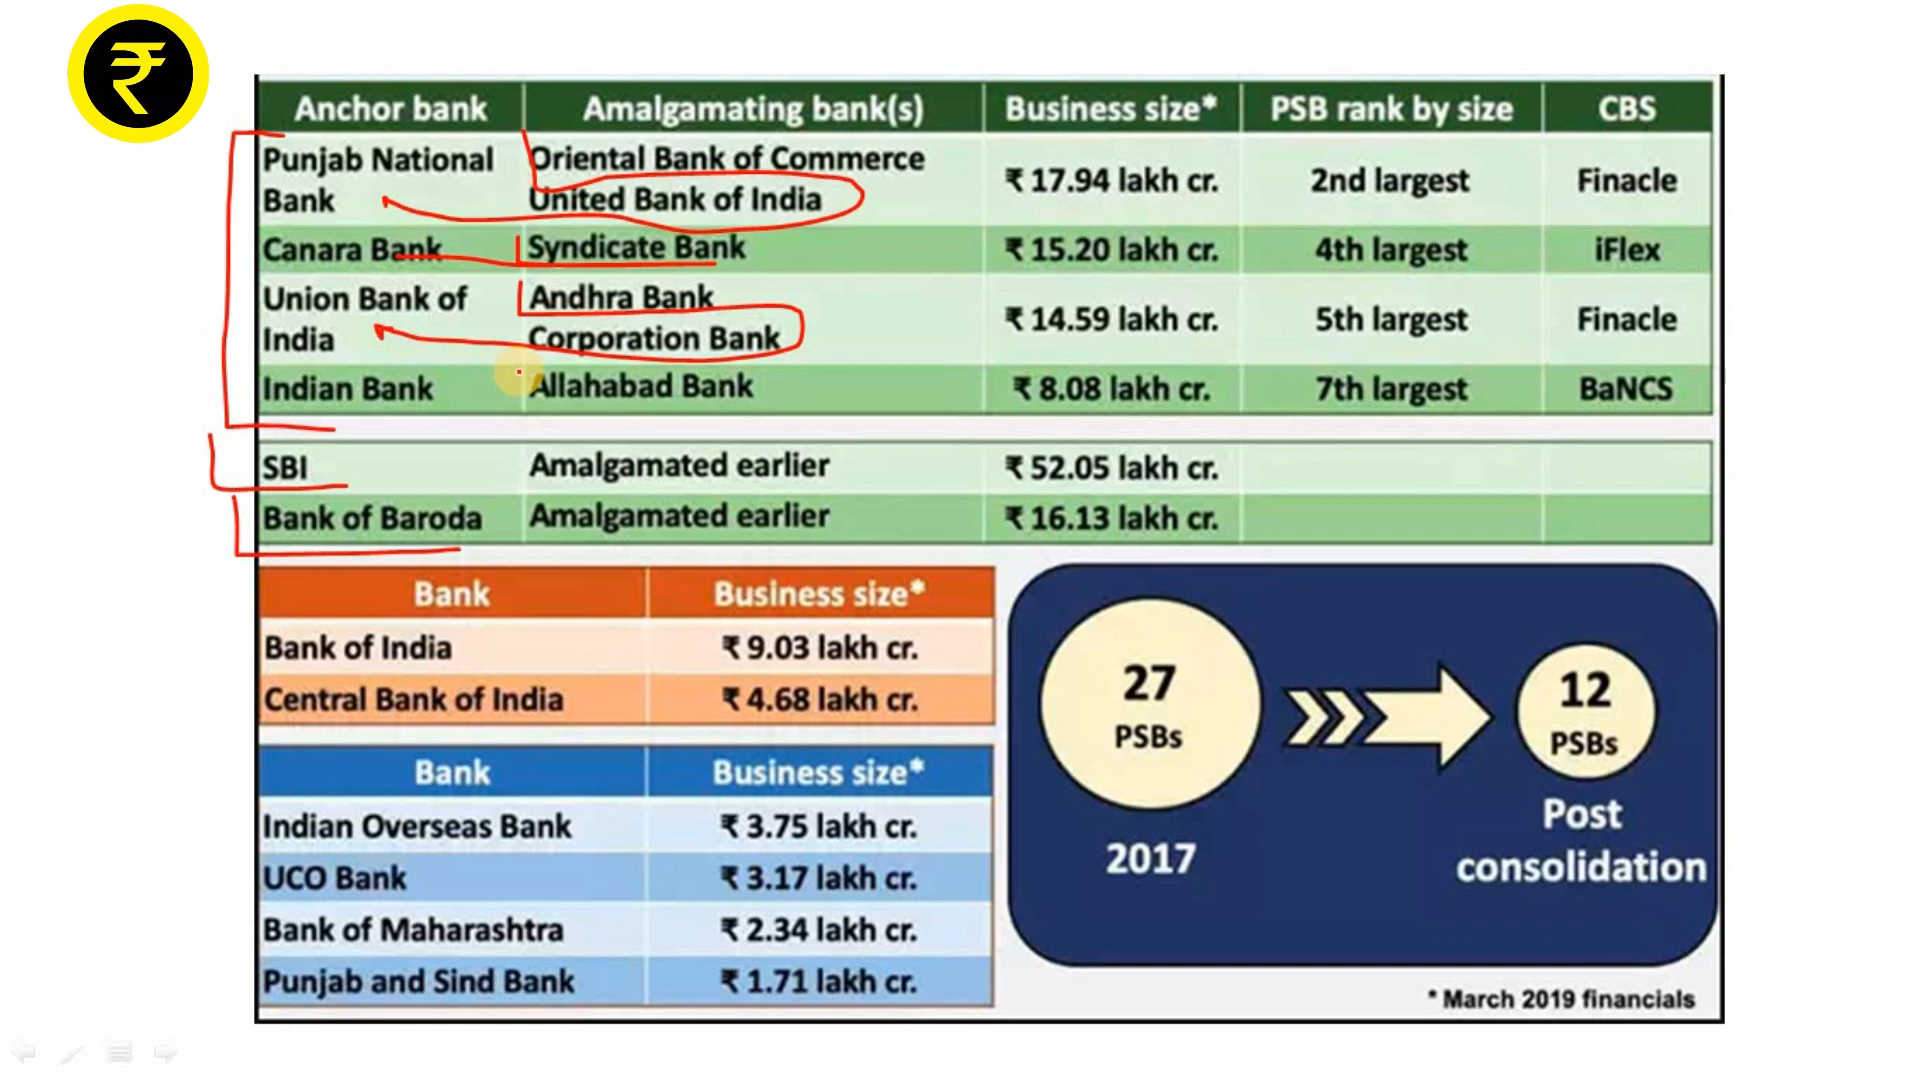 ₹
Anchor bank Amalgamating bank(s) Business size* PSB rank by size CBS
Punjab National Bank Oriental Bank of Commerce United Bank of India ₹ 17.94 lakh cr. 2nd largest Finacle
Canara Bank Syndicate Bank ₹ 15.20 lakh cr. 4th largest iFlex
Union Bank of India Andhra Bank Corporation Bank ₹ 14.59 lakh cr. 5th largest Finacle
Indian Bank Allahabad Bank ₹ 8.08 lakh cr. 7th largest BaNCS
SBI Amalgamated earlier ₹ 52.05 lakh cr.
Bank of Baroda Amalgamated earlier ₹ 16.13 lakh cr.
Bank Business size*
Bank of India ₹ 9.03 lakh cr.
Central Bank of India ₹ 4.68 lakh cr.
Bank Business size*
Indian Overseas Bank ₹ 3.75 lakh cr.
UCO Bank ₹ 3.17 lakh cr.
Bank of Maharashtra ₹ 2.34 lakh cr.
Punjab and Sind Bank ₹ 1.71 lakh cr.
27
PSBs
2017
12
PSBs
Post
consolidation
* March 2019 financials